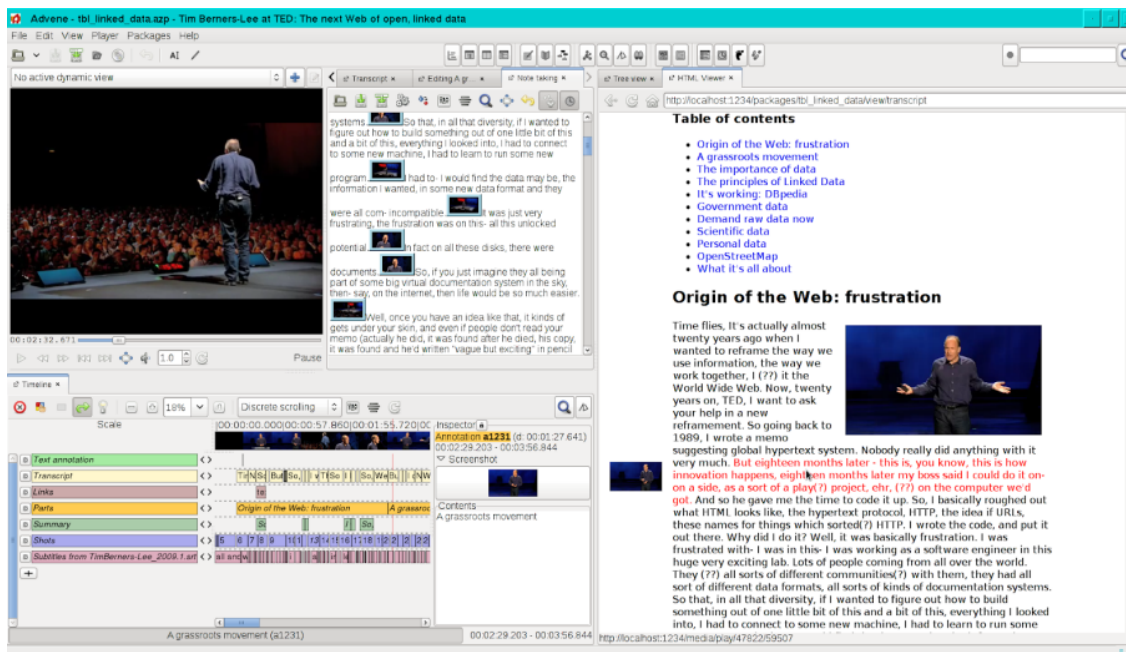 Advene - tbl_linked_data.azp - Tim Berners-Lee at TED: The next Web of open, linked data
File Edit View Player Packages Help
No active dynamic view
Transcript
Editing A gr...
Note taking
systems So that, in all that diversity, if I wanted to
figure out how to build something out of one little bit of this
and a bit of this, everything I looked into, I had to connect
to some new machine, I had to learn to run some new
program. had to- I would find the data may be, the
information I wanted, in some new data format and they
were all com- incompatible. It was just very
frustrating, the frustration was on this- all this unlocked
potential. In fact on all these disks, there were
documents. So, if you just imagine they all being
part of some big virtual documentation system in the sky,
then- say, on the internet, then life would be so much easier.
Well, once you have an idea like that, it kinds of
gets under your skin, and even if people don't read your
memo (actually he did, it was found after he died, his copy,
it was found and he'd written "vague but exciting" in pencil
00:02:32.671
1.0
Pause
Tree view
HTML Viewer
http://localhost:1234/packages/tbl_linked_data/view/transcript
Table of contents
Origin of the Web: frustration
A grassroots movement
The importance of data
The principles of Linked Data
It's working: DBpedia
Government data
Demand raw data now
Scientific data
Personal data
OpenStreetMap
What it's all about
Origin of the Web: frustration
Time flies, It's actually almost
twenty years ago when I
wanted to reframe the way we
use information, the way we
work together, I (??) it the
World Wide Web. Now, twenty
years on, TED, I want to ask
your help in a new
reframement. So going back to
1989, I wrote a memo
suggesting global hypertext system. Nobody really did anything with it
very much. But eighteen months later - this is, you know, this is how
innovation happens, eighteen months later my boss said I could do it on-
on a side, as a sort of a play(?) project, ehr, (??) on the computer we'd
got. And so he gave me the time to code it up. So, I basically roughed out
what HTML looks like, the hypertext protocol, HTTP, the idea if URLs,
these names for things which sorted(?) HTTP. I wrote the code, and put it
out there. Why did I do it? Well, it was basically frustration. I was
frustrated with- I was in this- I was working as a software engineer in this
huge very exciting lab. Lots of people coming from all over the world.
They (??) all sorts of different communities(?) with them, they had all
sort of different data formats, all sorts of kinds of documentation systems.
So that, in all that diversity, if I wanted to figure out how to build
something out of one little bit of this and a bit of this, everything I looked
into, I had to connect to some new machine, I had to learn to run some
http://localhost:1234/media/play/47822/59507
Timeline
18%
Discrete scrolling
Scale
00:00:00.000 00:00:57.860 00:01:55.720
Text annotation
Transcript
Links
Parts
Origin of the Web: frustration
A grassroo
Summary
Shots
Subtitles from TimBerners-Lee_2009.1.srt
Inspector
Annotation a1231 (d: 00:01:27.641)
00:02:29.203 - 00:03:56.844
Screenshot
Contents
A grassroots movement
A grassroots movement (a1231)
00:02:29.203 - 00:03:56.844